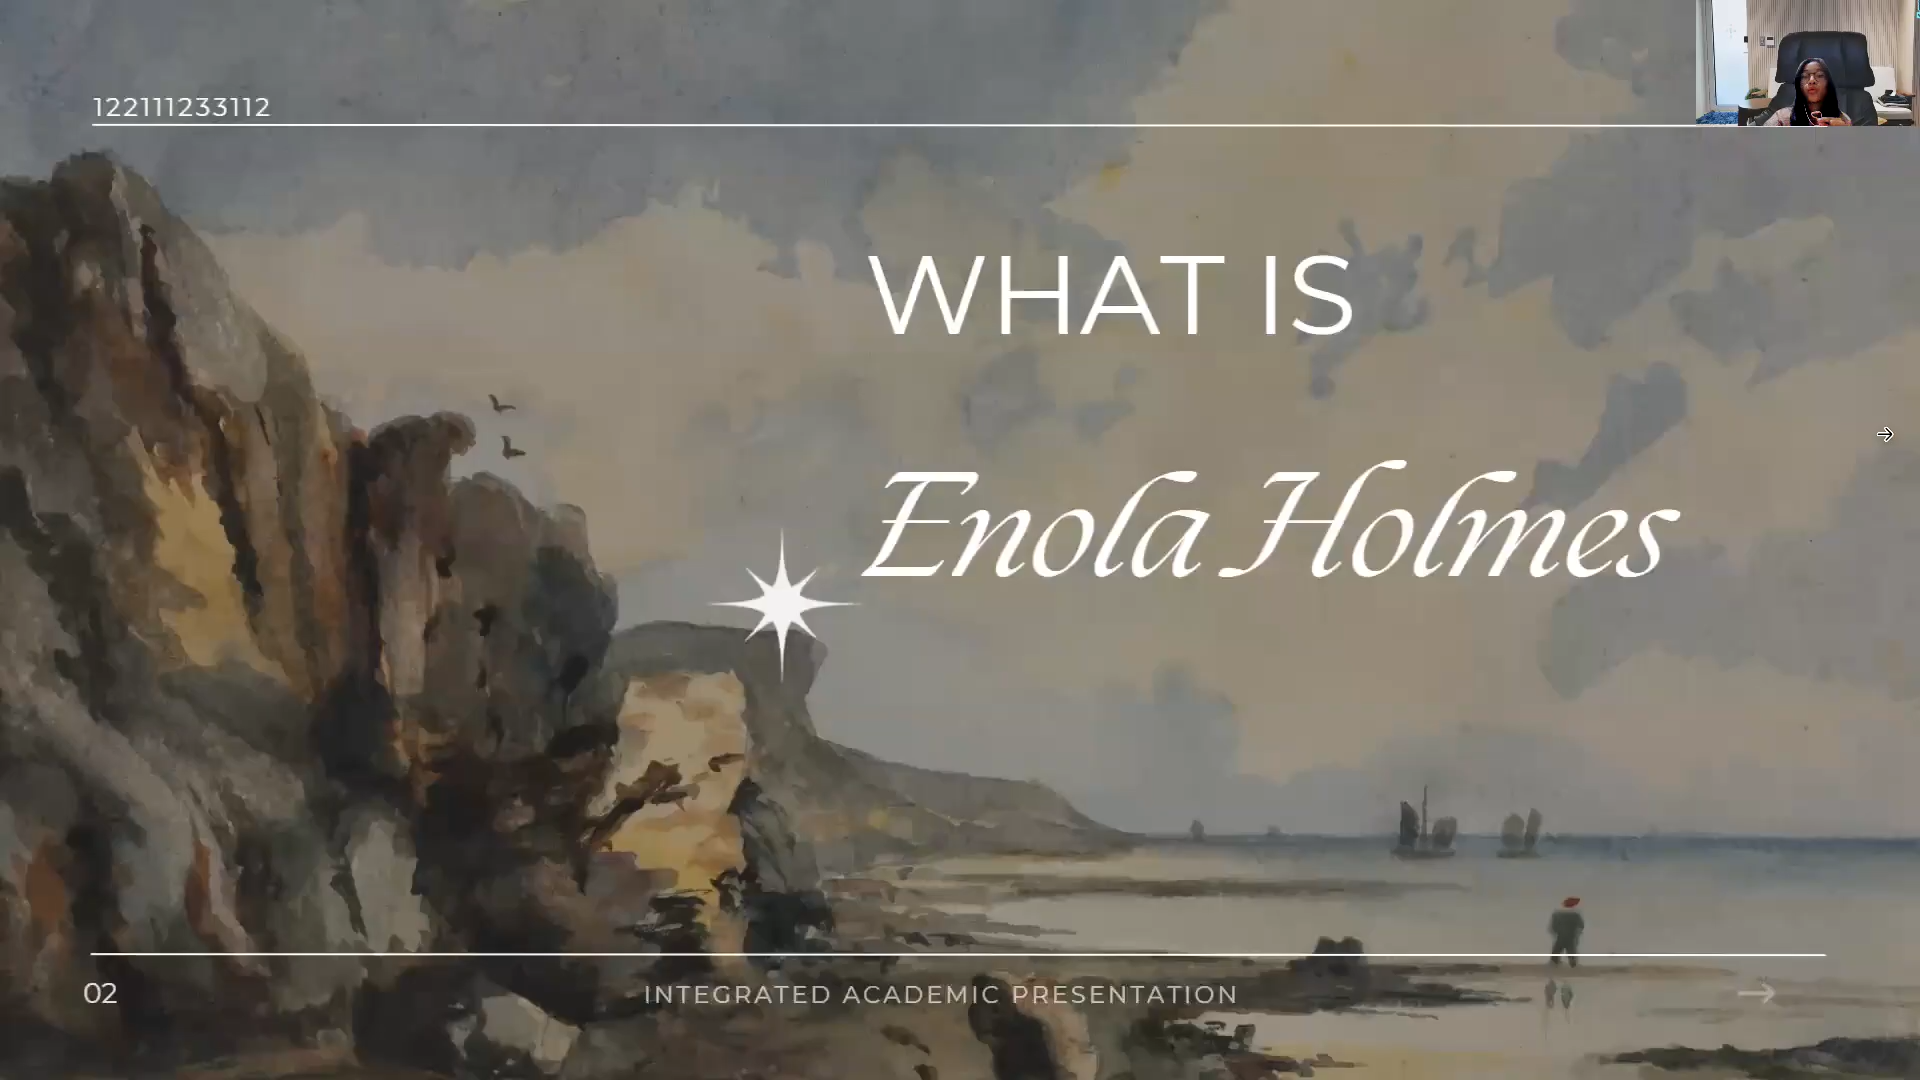 122111233112
WHAT IS
Enola Holmes
02
INTEGRATED ACADEMIC PRESENTATION